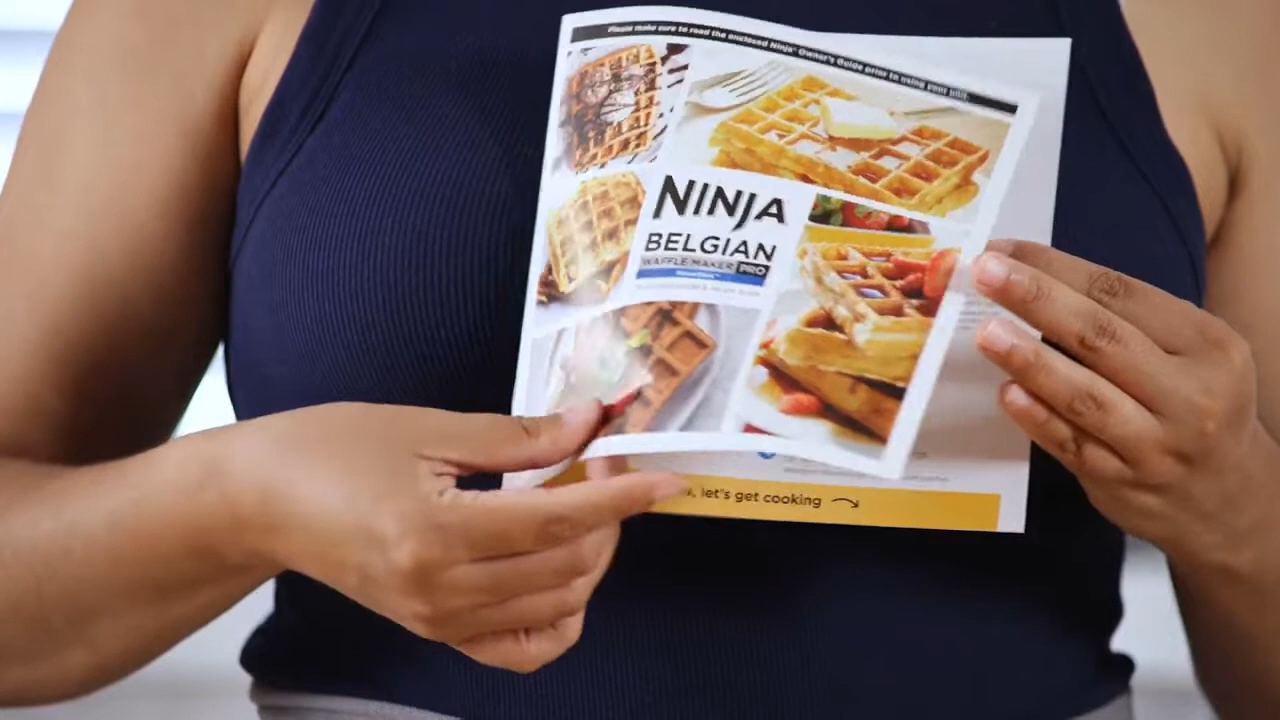 Please make sure to read the enclosed Ninja® Owner's Guide prior to using your unit.
NINJA
BELGIAN
WAFFLE MAKER PRO
let's get cooking